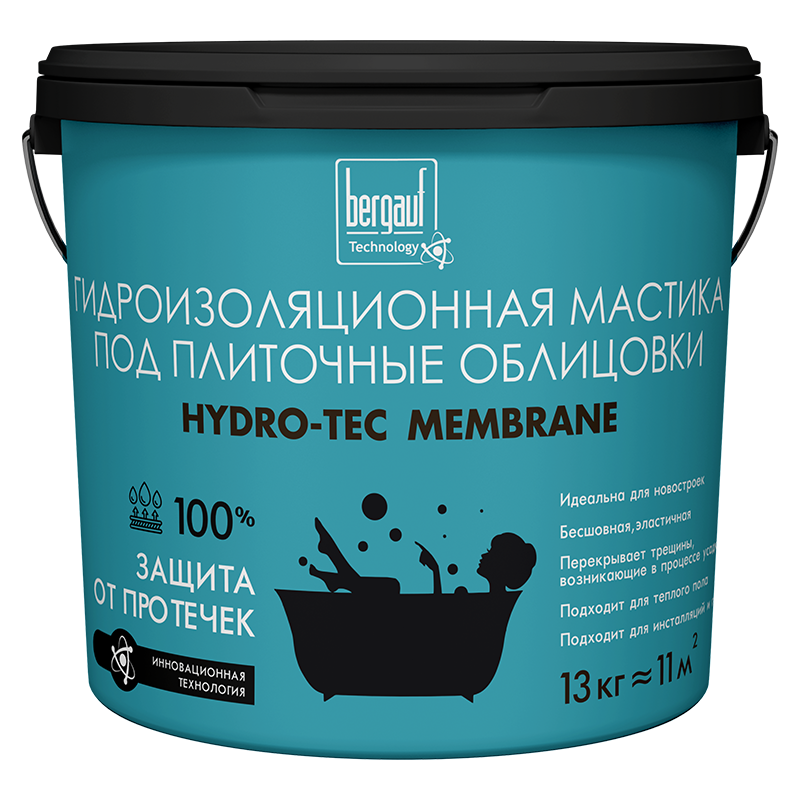 bergauf
Technology
ГИДРОИЗОЛЯЦИОННАЯ МАСТИКА
ПОД ПЛИТОЧНЫЕ ОБЛИЦОВКИ
HYDRO-TEC MEMBRANE
100%
ЗАЩИТА
ОТ ПРОТЕЧЕК
ИННОВАЦИОННАЯ
ТЕХНОЛОГИЯ
Идеальна для новостроек
Бесшовная, эластичная
Перекрывает трещины,
возникающие в процессе
Подходит для теплого пола
Подходит для инсталляций и
13 кг ≈ 11 м²